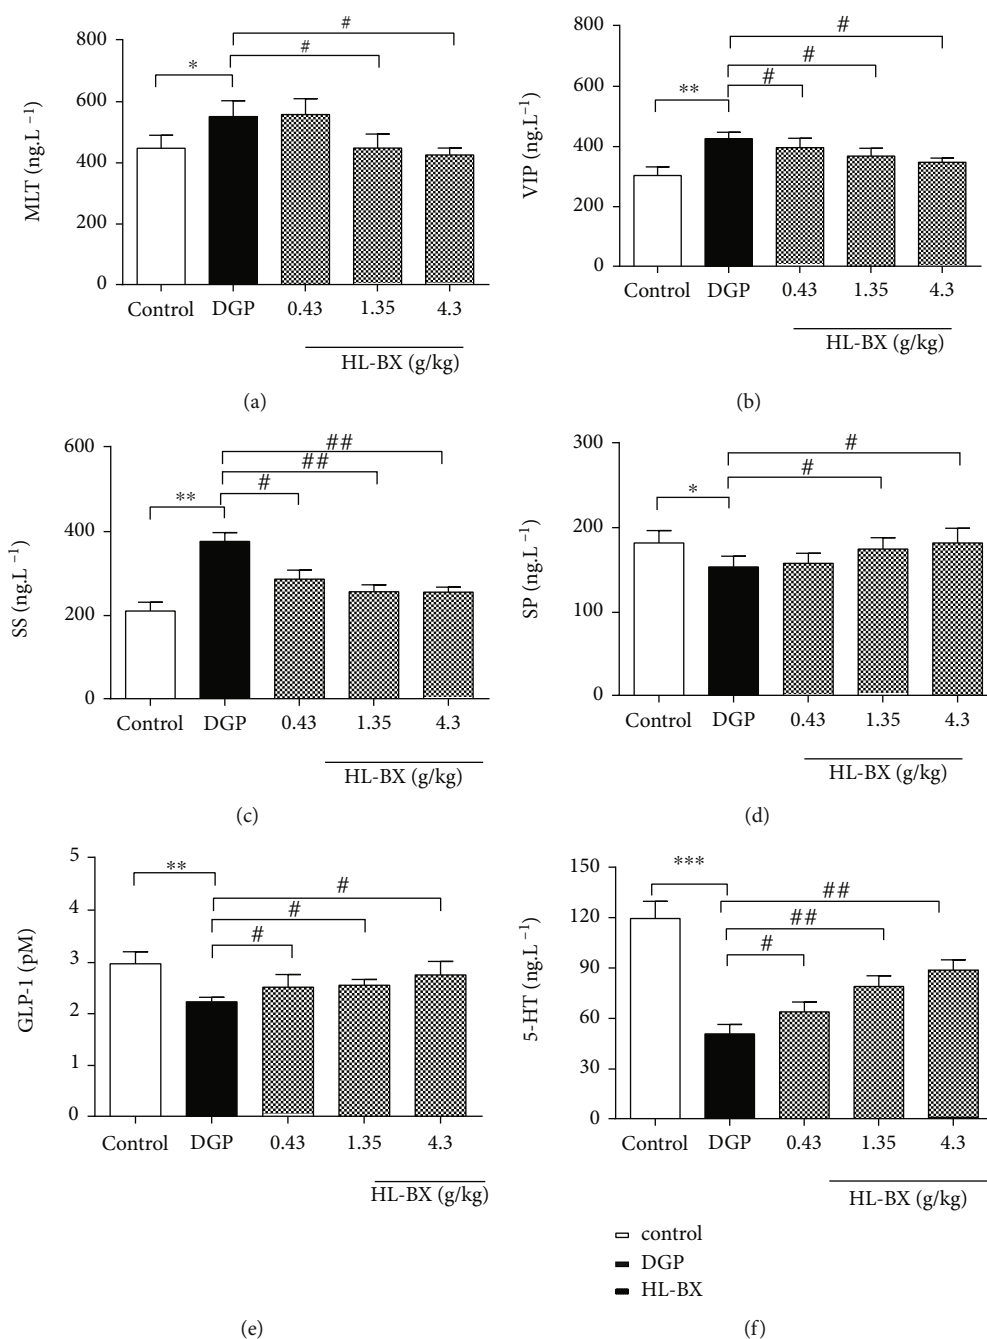 800
600
400
200
0
MLT (ng.L⁻¹)
*
#
#
Control DGP 0.43 1.35 4.3
HL-BX (g/kg)
(a)
800
600
400
200
0
VIP (ng.L⁻¹)
**
#
#
#
Control DGP 0.43 1.35 4.3
HL-BX (g/kg)
(b)
600
400
200
0
SS (ng.L⁻¹)
**
#
##
##
Control DGP 0.43 1.35 4.3
HL-BX (g/kg)
(c)
300
200
100
0
SP (ng.L⁻¹)
*
#
#
Control DGP 0.43 1.35 4.3
HL-BX (g/kg)
(d)
5
4
3
2
1
0
GLP-1 (pM)
**
#
#
#
Control DGP 0.43 1.35 4.3
HL-BX (g/kg)
(e)
150
120
90
60
30
0
5-HT (ng.L⁻¹)
***
#
##
##
Control DGP 0.43 1.35 4.3
HL-BX (g/kg)
control
DGP
HL-BX
(f)